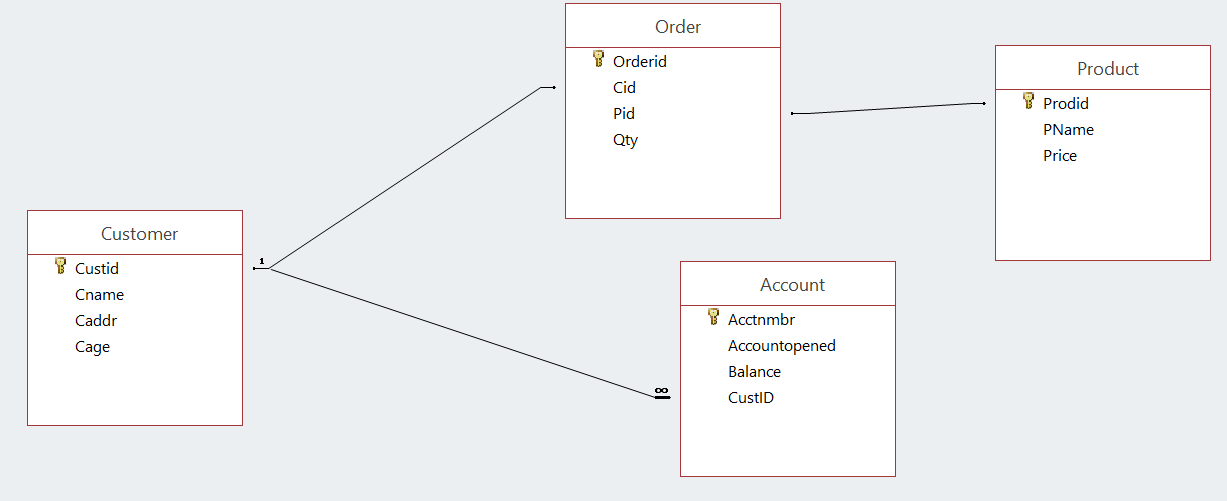 Order
Orderid
Cid
Pid
Qty
Product
Prodid
PName
Price
Customer
Custid
Cname
Caddr
Cage
1
∞
Account
Acctnmbr
Accountopened
Balance
CustID